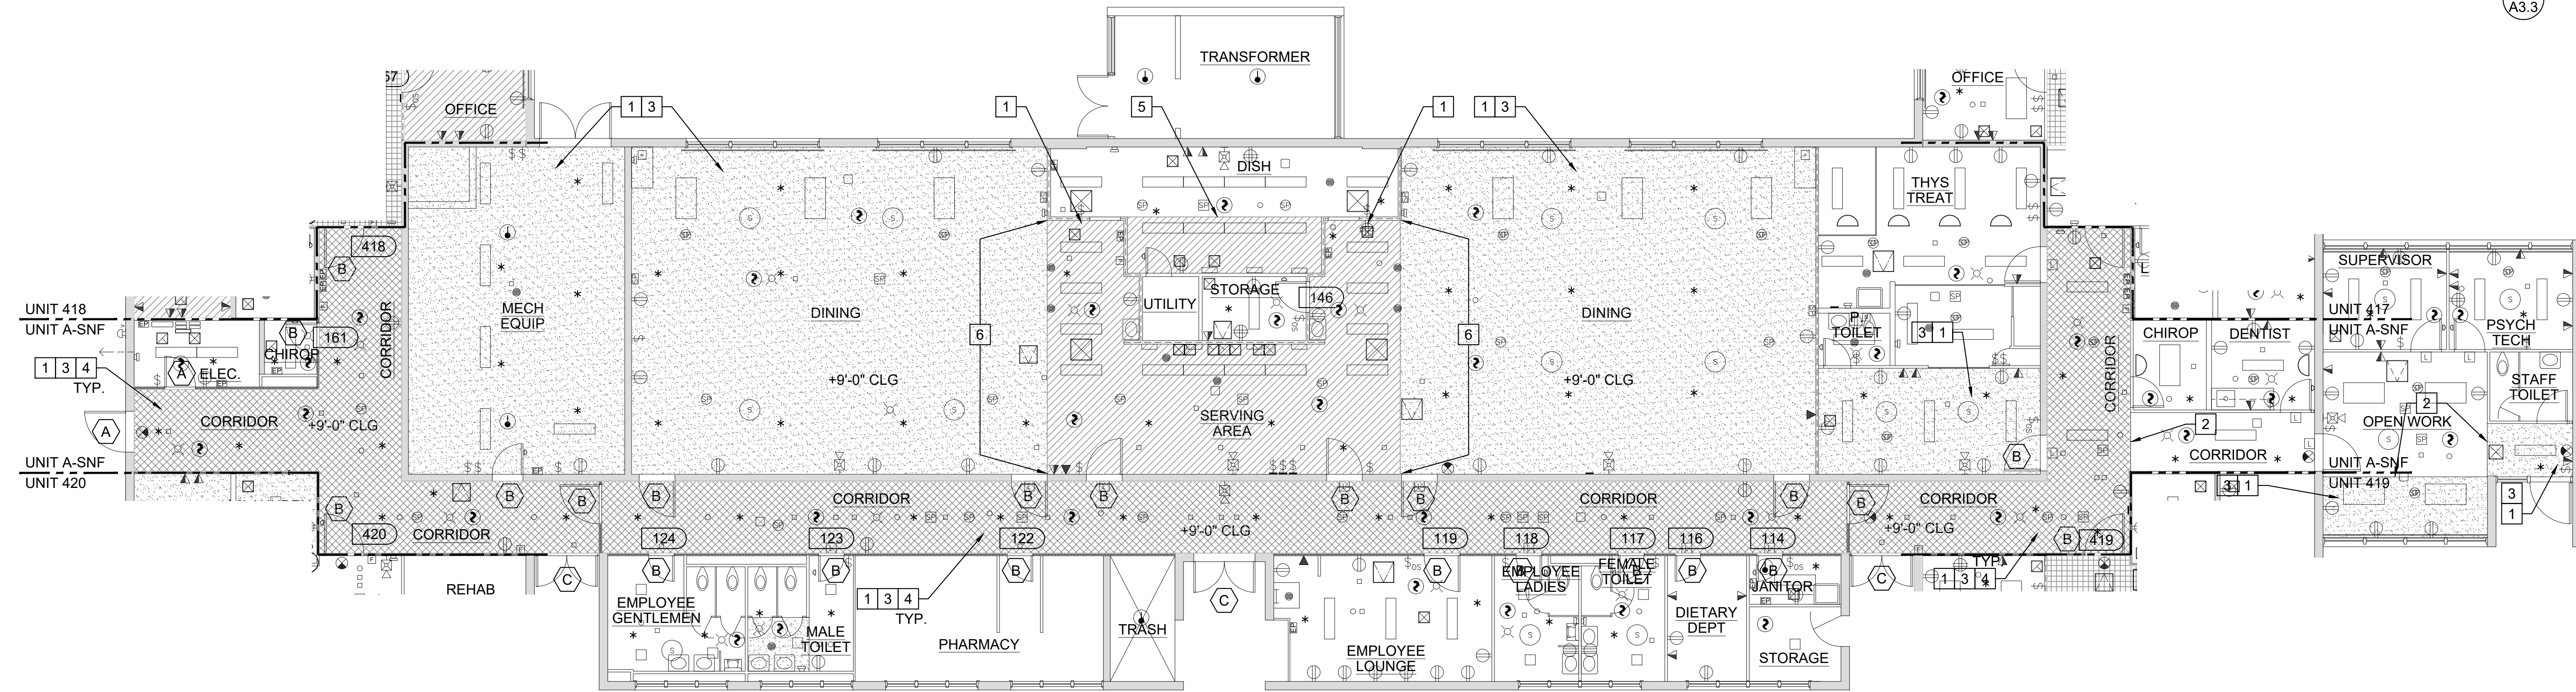 A3.3
57
OFFICE
1 3
1
5
TRANSFORMER
1
1 3
OFFICE
418
B
DISH
THYS
TREAT
UNIT 418
UNIT A-SNF
B
CHIROP
161
A
ELEC.
1 3 4
TYP.
CORRIDOR
MECH
EQUIP
DINING
6
UTILITY
STORAGE
146
6
DINING
P.
TOILET
3 1
CORRIDOR
CHIROP
DENTIST
SUPERVISOR
UNIT 417
UNIT A-SNF
PSYCH
TECH
STAFF
TOILET
A
CORRIDOR
+9'-0" CLG
+9'-0" CLG
SERVING
AREA
+9'-0" CLG
B
2
CORRIDOR
2
OPEN WORK
UNIT A-SNF
UNIT 420
UNIT A-SNF
UNIT 419
3 1
3
1
B
420
CORRIDOR
B
B
B
CORRIDOR
B
B
B
B
CORRIDOR
B
B
CORRIDOR
+9'-0" CLG
+9'-0" CLG
124
123
122
119
118
117
116
114
B
419
REHAB
C
B
B
B
C
B
B
B
B
B
C
TYP.
1 3 4
EMPLOYEE
GENTLEMEN
MALE
TOILET
1 3 4
TYP.
PHARMACY
TRASH
EMPLOYEE
LOUNGE
EMPLOYEE
LADIES
FEMALE
TOILET
DIETARY
DEPT
JANITOR
STORAGE